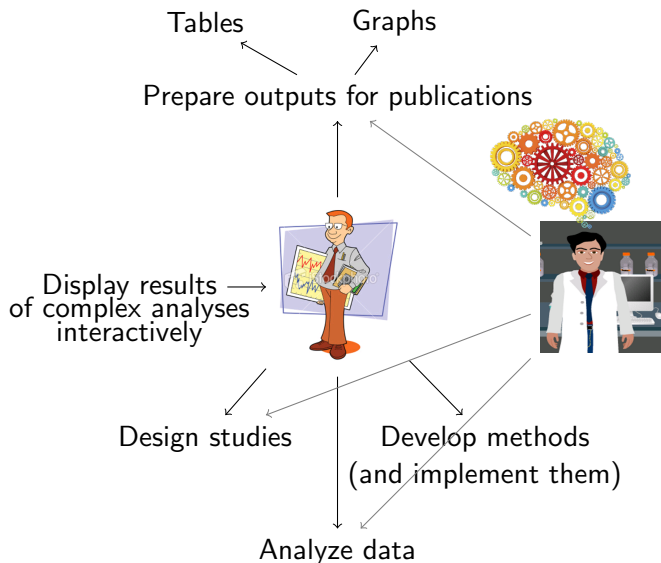 Tables
Graphs
Prepare outputs for publications
Display results
of complex analyses
interactively
Design studies
Develop methods
(and implement them)
Analyze data